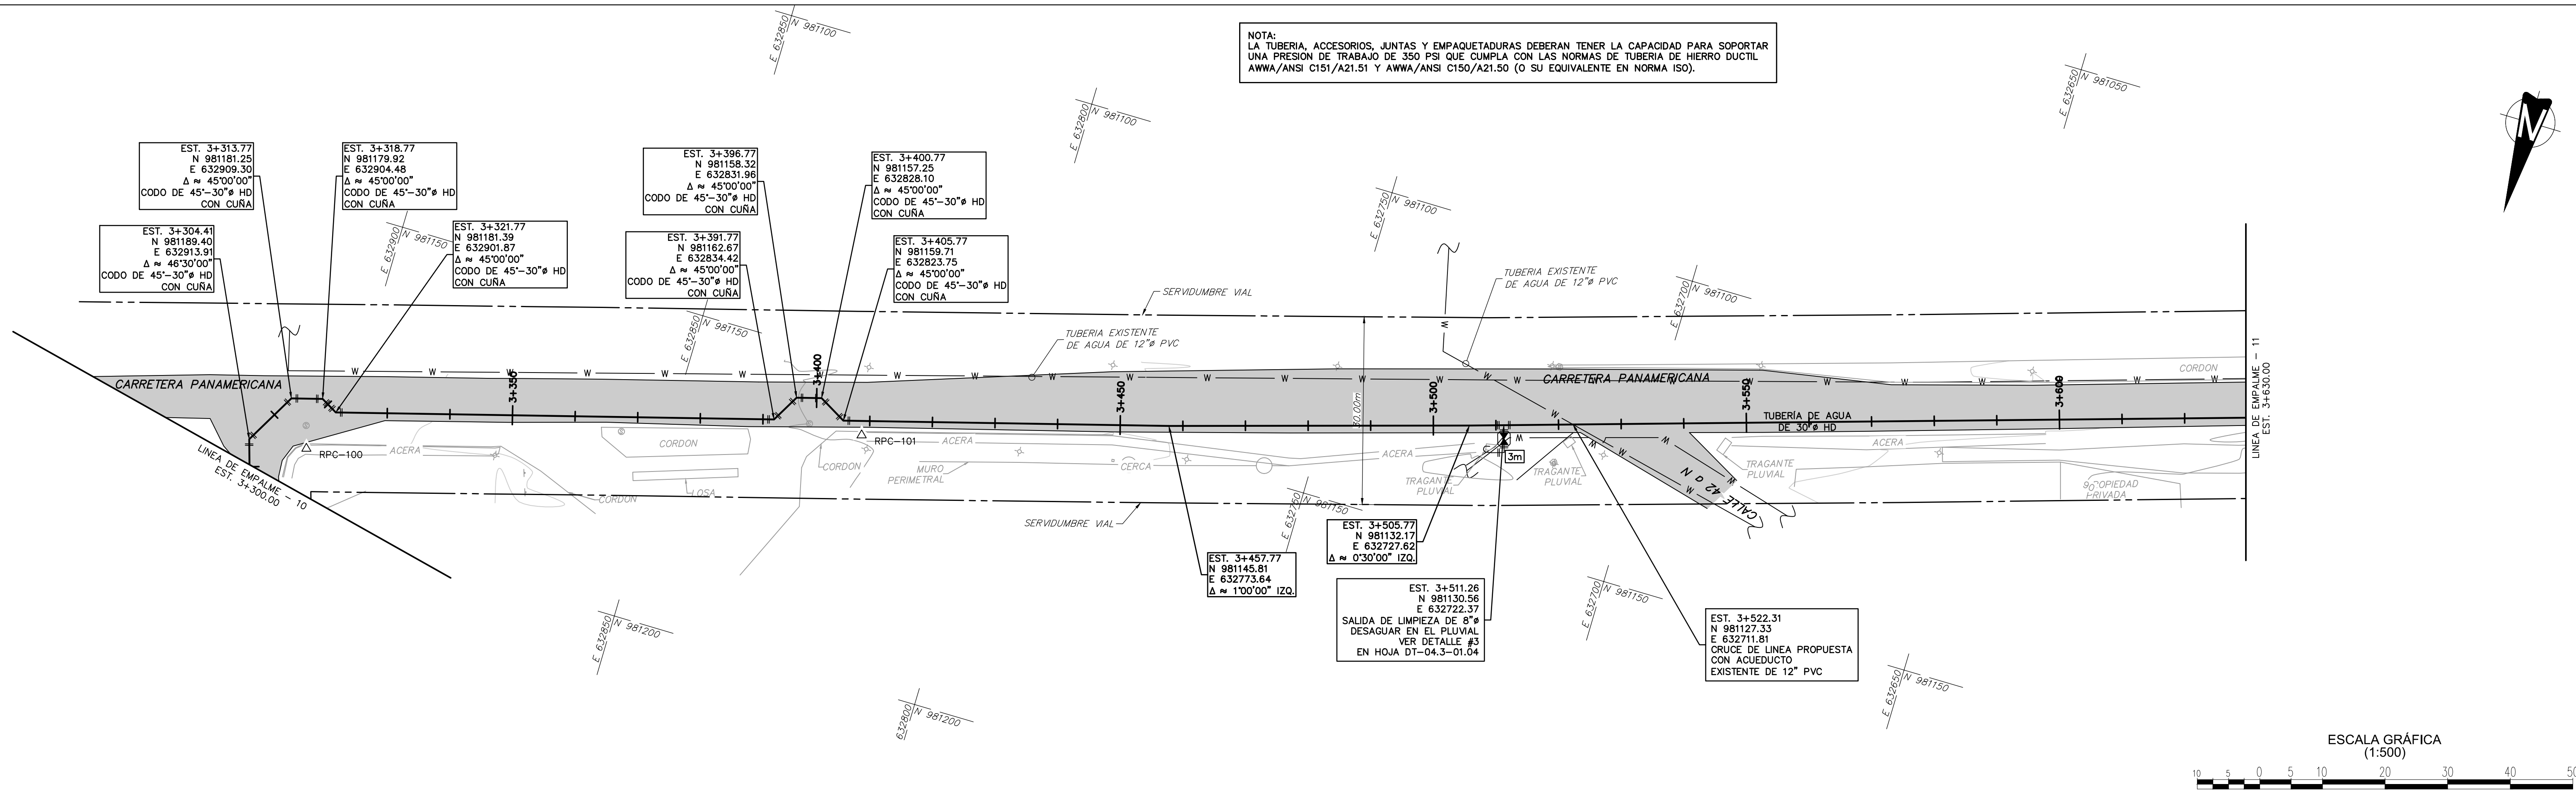 NOTA:
LA TUBERIA, ACCESORIOS, JUNTAS Y EMPAQUETADURAS DEBERAN TENER LA CAPACIDAD PARA SOPORTAR
UNA PRESION DE TRABAJO DE 350 PSI QUE CUMPLA CON LAS NORMAS DE TUBERIA DE HIERRO DUCTIL
AWWA/ANSI C151/A21.51 Y AWWA/ANSI C150/A21.50 (O SU EQUIVALENTE EN NORMA ISO).
E 632850
N 981100
E 632800
N 981100
E 632750
N 981100
E 632700
N 981100
E 632650
N 981050
N
EST. 3+313.77
N 981181.25
E 632909.30
Δ ≈ 45°00'00"
CODO DE 45°-30"ø HD
CON CUÑA
EST. 3+318.77
N 981179.92
E 632904.48
Δ ≈ 45°00'00"
CODO DE 45°-30"ø HD
CON CUÑA
EST. 3+304.41
N 981189.40
E 632913.91
Δ ≈ 46°30'00"
CODO DE 45°-30"ø HD
CON CUÑA
E 632900
N 981150
EST. 3+321.77
N 981181.39
E 632901.87
Δ ≈ 45°00'00"
CODO DE 45°-30"ø HD
CON CUÑA
EST. 3+396.77
N 981158.32
E 632831.96
Δ ≈ 45°00'00"
CODO DE 45°-30"ø HD
CON CUÑA
EST. 3+400.77
N 981157.25
E 632828.10
Δ ≈ 45°00'00"
CODO DE 45°-30"ø HD
CON CUÑA
EST. 3+391.77
N 981162.67
E 632834.42
Δ ≈ 45°00'00"
CODO DE 45°-30"ø HD
CON CUÑA
EST. 3+405.77
N 981159.71
E 632823.75
Δ ≈ 45°00'00"
CODO DE 45°-30"ø HD
CON CUÑA
E 632850
N 981150
SERVIDUMBRE VIAL
TUBERIA EXISTENTE
DE AGUA DE 12"ø PVC
TUBERIA EXISTENTE
DE AGUA DE 12"ø PVC
CARRETERA PANAMERICANA
3+350
3+400
3+450
3+500
3+550
3+600
30.00m
CARRETERA PANAMERICANA
W W W W W W W W W W W W W W W W W W W W W W W W
CORDON
TUBERÍA DE AGUA
DE 30"ø HD
LINEA DE EMPALME - 11
EST. 3+630.00
RPC-100
ACERA
CORDON
LOSA
CORDON
RPC-101
ACERA
CORDON
MURO
PERIMETRAL
CERCA
ACERA
3m
TRAGANTE
PLUVIAL
TRAGANTE
PLUVIAL
TRAGANTE
PLUVIAL
ACERA
CALLE 42 a N
PRIVADA
LINEA DE EMPALME - 10
EST. 3+300.00
SERVIDUMBRE VIAL
E 632750
N 981150
EST. 3+457.77
N 981145.81
E 632773.64
Δ ≈ 1°00'00" IZQ.
EST. 3+505.77
N 981132.17
E 632727.62
Δ ≈ 0°30'00" IZQ.
EST. 3+511.26
N 981130.56
E 632722.37
SALIDA DE LIMPIEZA DE 8"ø
DESAGUAR EN EL PLUVIAL
VER DETALLE #3
EN HOJA DT-04.3-01.04
EST. 3+522.31
N 981127.33
E 632711.81
CRUCE DE LINEA PROPUESTA
CON ACUEDUCTO
EXISTENTE DE 12" PVC
E 632850
N 981200
632800
N 981200
E 632700
N 981150
E 632650
N 981150
ESCALA GRÁFICA
(1:500)
10 5 0 5 10 20 30 40 50